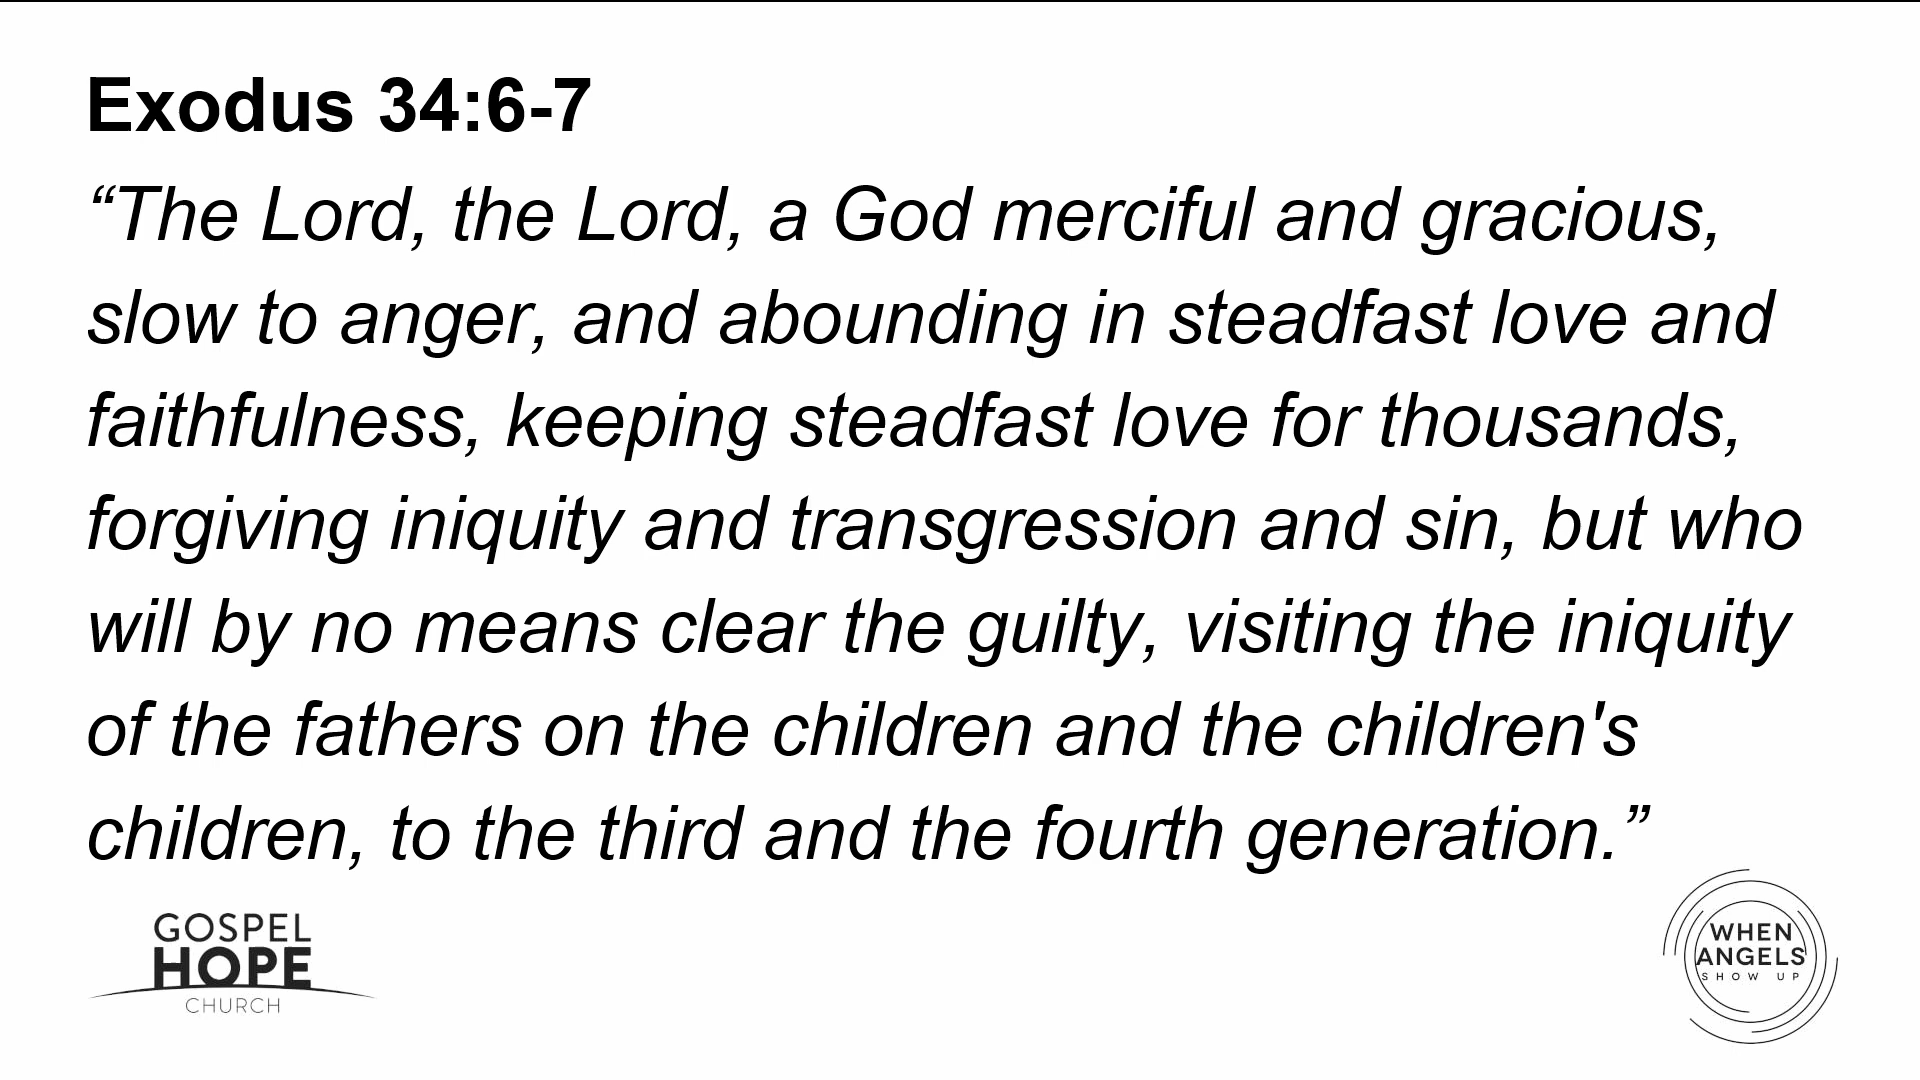 Exodus 34:6-7
“The Lord, the Lord, a God merciful and gracious,
slow to anger, and abounding in steadfast love and
faithfulness, keeping steadfast love for thousands,
forgiving iniquity and transgression and sin, but who
will by no means clear the guilty, visiting the iniquity
of the fathers on the children and the children's
children, to the third and the fourth generation.”
GOSPEL
HOPE
CHURCH
WHEN
ANGELS
SHOW UP